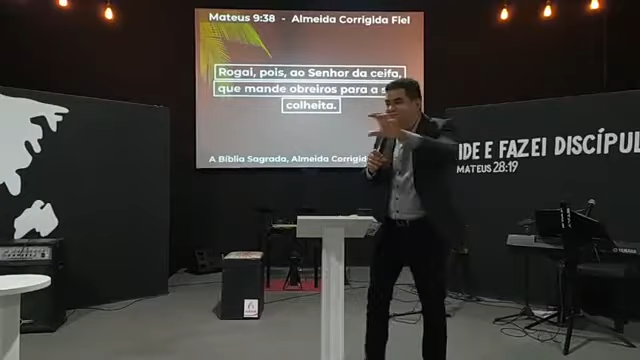 Mateus 9:38 - Almeida Corrigida Fiel
Rogai, pois, ao Senhor da ceifa,
que mande obreiros para a
colheita.
A Bíblia Sagrada, Almeida Corrigida
IDE E FAZEI DISCÍPUL
MATEUS 28:19